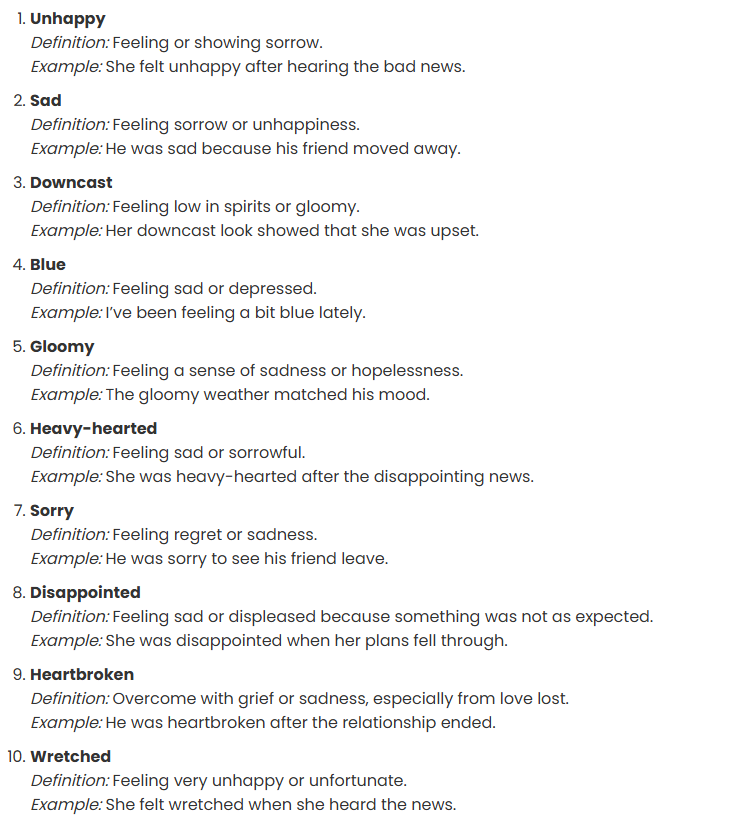 1. Unhappy
Definition: Feeling or showing sorrow.
Example: She felt unhappy after hearing the bad news.
2. Sad
Definition: Feeling sorrow or unhappiness.
Example: He was sad because his friend moved away.
3. Downcast
Definition: Feeling low in spirits or gloomy.
Example: Her downcast look showed that she was upset.
4. Blue
Definition: Feeling sad or depressed.
Example: I’ve been feeling a bit blue lately.
5. Gloomy
Definition: Feeling a sense of sadness or hopelessness.
Example: The gloomy weather matched his mood.
6. Heavy-hearted
Definition: Feeling sad or sorrowful.
Example: She was heavy-hearted after the disappointing news.
7. Sorry
Definition: Feeling regret or sadness.
Example: He was sorry to see his friend leave.
8. Disappointed
Definition: Feeling sad or displeased because something was not as expected.
Example: She was disappointed when her plans fell through.
9. Heartbroken
Definition: Overcome with grief or sadness, especially from love lost.
Example: He was heartbroken after the relationship ended.
10. Wretched
Definition: Feeling very unhappy or unfortunate.
Example: She felt wretched when she heard the news.